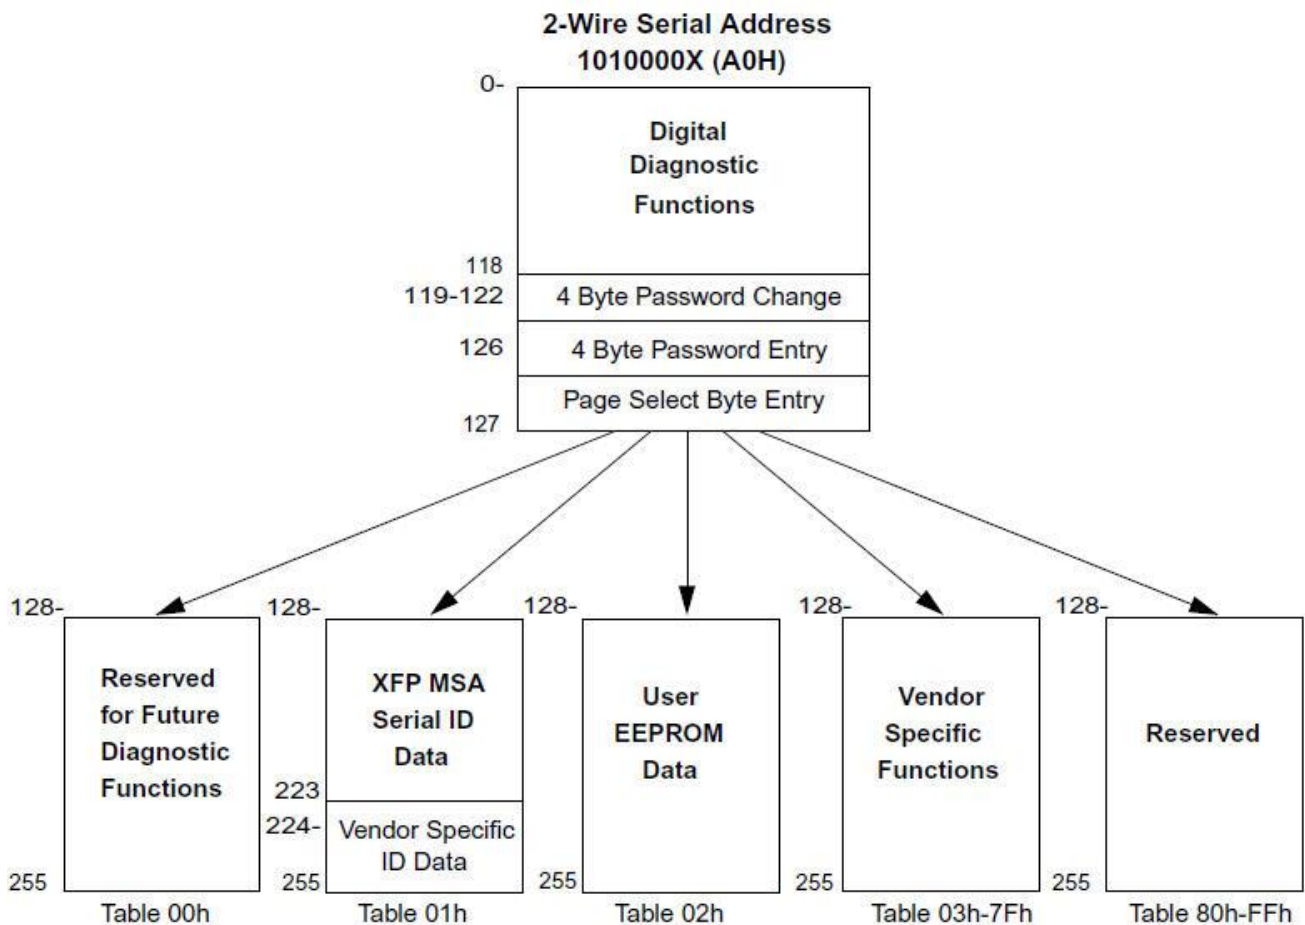 2-Wire Serial Address
1010000X (A0H)
0-
Digital
Diagnostic
Functions
118
119-122
4 Byte Password Change
126
4 Byte Password Entry
Page Select Byte Entry
127
128-
128-
128-
128-
128-
Reserved
for Future
Diagnostic
Functions
XFP MSA
Serial ID
Data
User
EEPROM
Data
Vendor
Specific
Functions
Reserved
223
224-
Vendor Specific
ID Data
255
255
255
255
255
Table 00h
Table 01h
Table 02h
Table 03h-7Fh
Table 80h-FFh